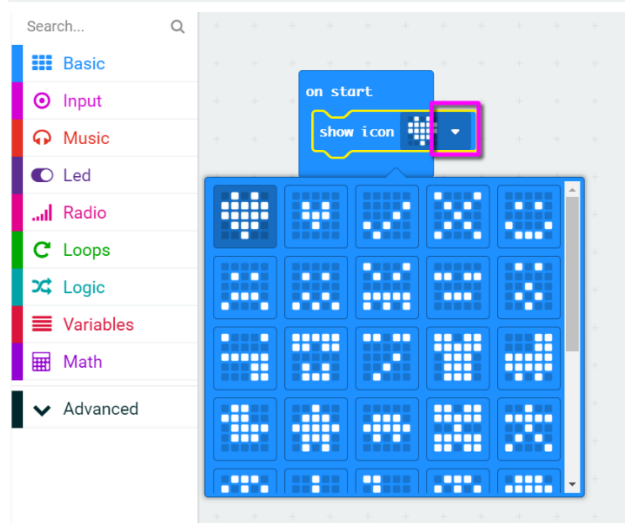 Search...
Basic
Input
Music
Led
Radio
Loops
Logic
Variables
Math
Advanced
on start
show icon